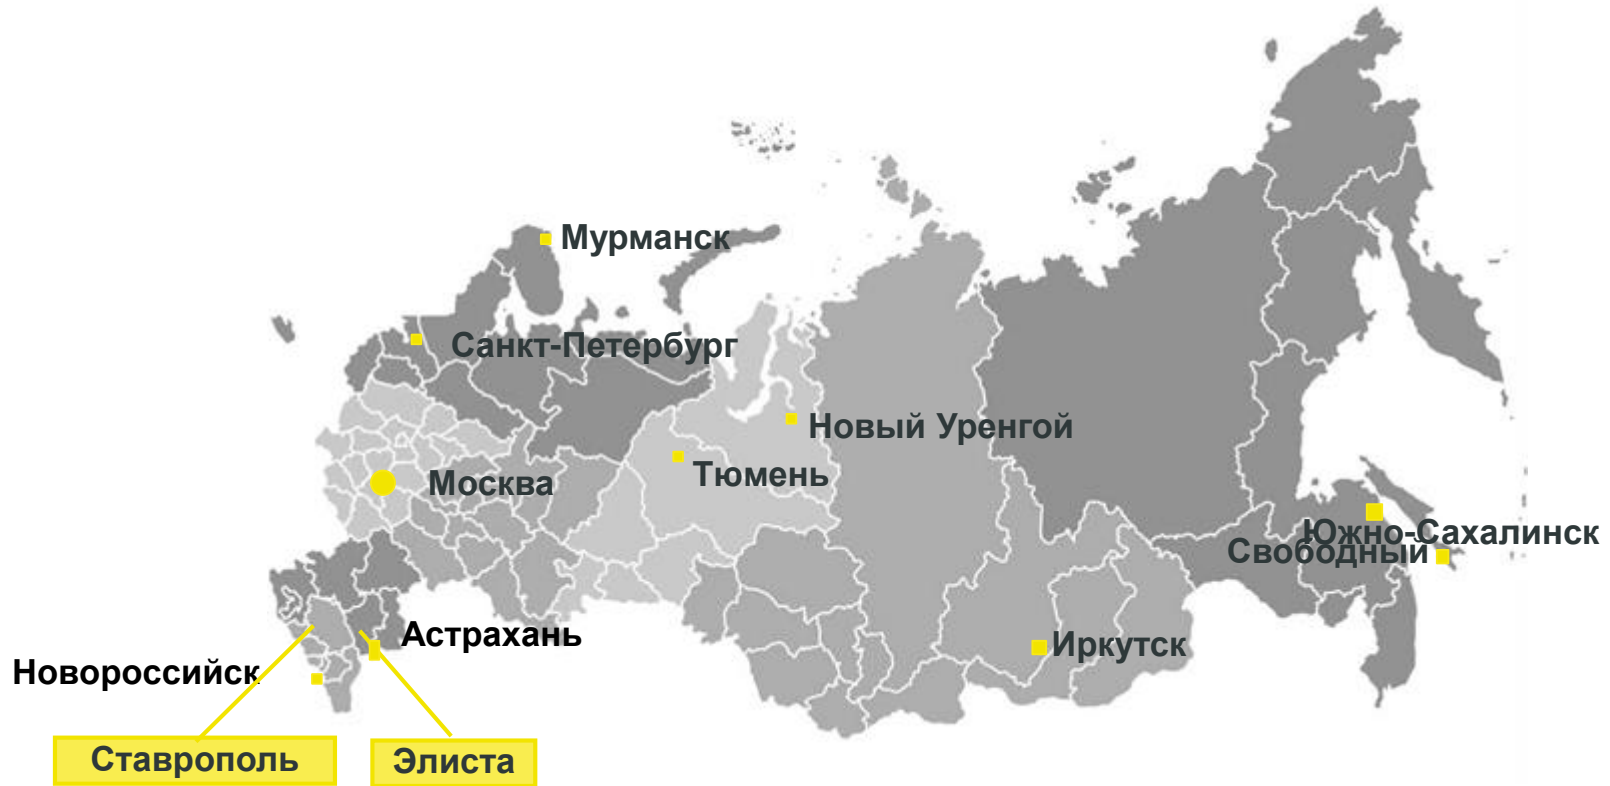 Мурманск
Санкт-Петербург
Новый Уренгой
Тюмень
Москва
Южно-Сахалинск
Свободный
Астрахань
Иркутск
Новороссийск
Ставрополь
Элиста